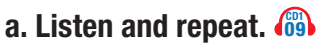 a. Listen and repeat. CD1 09